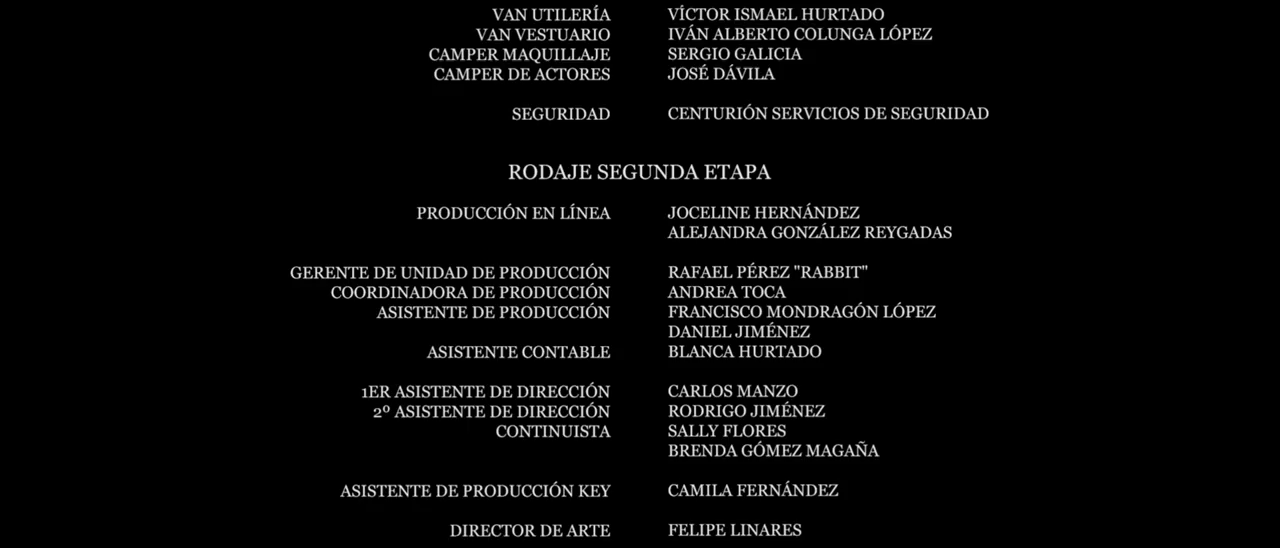 VAN UTILERÍA VÍCTOR ISMAEL HURTADO
VAN VESTUARIO IVÁN ALBERTO COLUNGA LÓPEZ
CAMPER MAQUILLAJE SERGIO GALICIA
CAMPER DE ACTORES JOSÉ DÁVILA
SEGURIDAD CENTURIÓN SERVICIOS DE SEGURIDAD
RODAJE SEGUNDA ETAPA
PRODUCCIÓN EN LÍNEA JOCELINE HERNÁNDEZ
ALEJANDRA GONZÁLEZ REYGADAS
GERENTE DE UNIDAD DE PRODUCCIÓN RAFAEL PÉREZ "RABBIT"
COORDINADORA DE PRODUCCIÓN ANDREA TOCA
ASISTENTE DE PRODUCCIÓN FRANCISCO MONDRAGÓN LÓPEZ
DANIEL JIMÉNEZ
ASISTENTE CONTABLE BLANCA HURTADO
1ER ASISTENTE DE DIRECCIÓN CARLOS MANZO
2º ASISTENTE DE DIRECCIÓN RODRIGO JIMÉNEZ
CONTINUISTA SALLY FLORES
BRENDA GÓMEZ MAGAÑA
ASISTENTE DE PRODUCCIÓN KEY CAMILA FERNÁNDEZ
DIRECTOR DE ARTE FELIPE LINARES